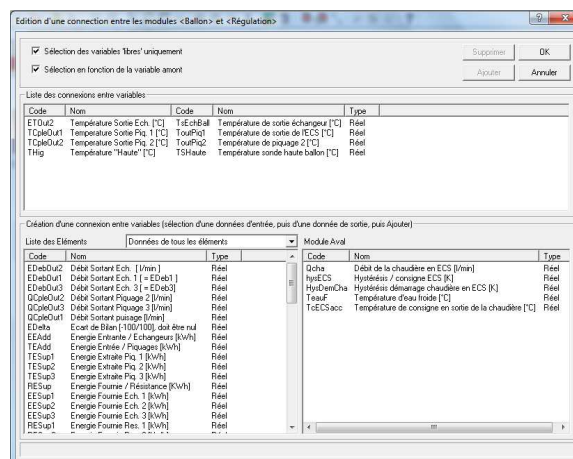 Edition d'une connection entre les modules <Ballon> et <Régulation>
Sélection des variables 'libres' uniquement
Supprimer OK
Sélection en fonction de la variable amont
Ajouter Annuler
Liste des connexions entre variables
Code Nom Code Nom Type
ETOut2 Température Sortie Ech. [°C] TsEchBall Température de sortie échangeur [°C] Réel
TCpleOut1 Température Sortie Piq. 1 [°C] ToutPiq1 Température de sortie de l'ECS [°C] Réel
TCpleOut2 Température Sortie Piq. 2 [°C] ToutPiq2 Température de piquage 2 [°C] Réel
THig Température "Haute" [°C] TSHaute Température sonde haute ballon [°C] Réel
Création d'une connexion entre variables (sélection d'une données d'entrée, puis d'une donnée de sortie, puis Ajouter)
Liste des Eléments Données de tous les éléments Module Aval
Code Nom Type Code Nom Type
EDebOut2 Débit Sortant Ech. [l/min ] Réel Qcha Débit de la chaudière en ECS [l/min] Réel
EDebOut1 Débit Sortant Ech. 1 [ = EDeb1 ] Réel hysECS Hystérésis / consigne ECS [K] Réel
EDebOut3 Débit Sortant Ech. 3 [ = EDeb3] Réel HysDemCha Hystérésis démarrage chaudière en ECS [K] Réel
QCpleOut2 Débit Sortant Piquage 2 [l/min] Réel TeauF Température d'eau froide [°C] Réel
QCpleOut3 Débit Sortant Piquage 3 [l/min] Réel TcECSacc Température de consigne en sortie de la chaudière [°C] Réel
QCpleOut1 Débit Sortant puisage [l/min] Réel
EDelta Ecart de Bilan [-100/100], doit être nul Réel
EEAdd Energie Entrante / Echangeurs [kWh] Réel
TEAdd Energie Entrée / Piquages [kWh] Réel
TESup1 Energie Extraite Piq. 1 [kWh] Réel
TESup2 Energie Extraite Piq. 2 [kWh] Réel
TESup3 Energie Extraite Piq. 3 [kWh] Réel
RESup Energie Fournie / Résistance [KWh] Réel
EESup1 Energie Fournie Ech. 1 [kWh] Réel
EESup2 Energie Fournie Ech. 2 [kWh] Réel
EESup3 Energie Fournie Ech. 3 [kWh] Réel
RESup1 Energie Fournie Res. 1 [kWh] Réel